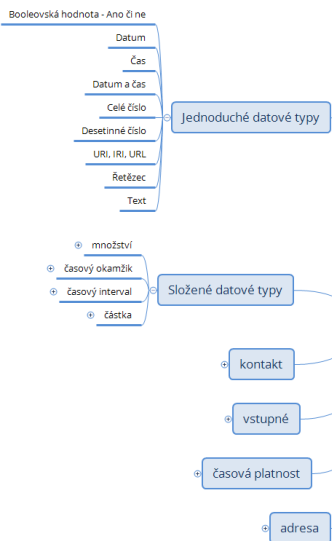 Booleovská hodnota - Ano či ne
Datum
Čas
Datum a čas
Celé číslo
Desetinné číslo
URI, IRI, URL
Řetězec
Text
Jednoduché datové typy
množství
časový okamžik
časový interval
částka
Složené datové typy
kontakt
vstupné
časová platnost
adresa